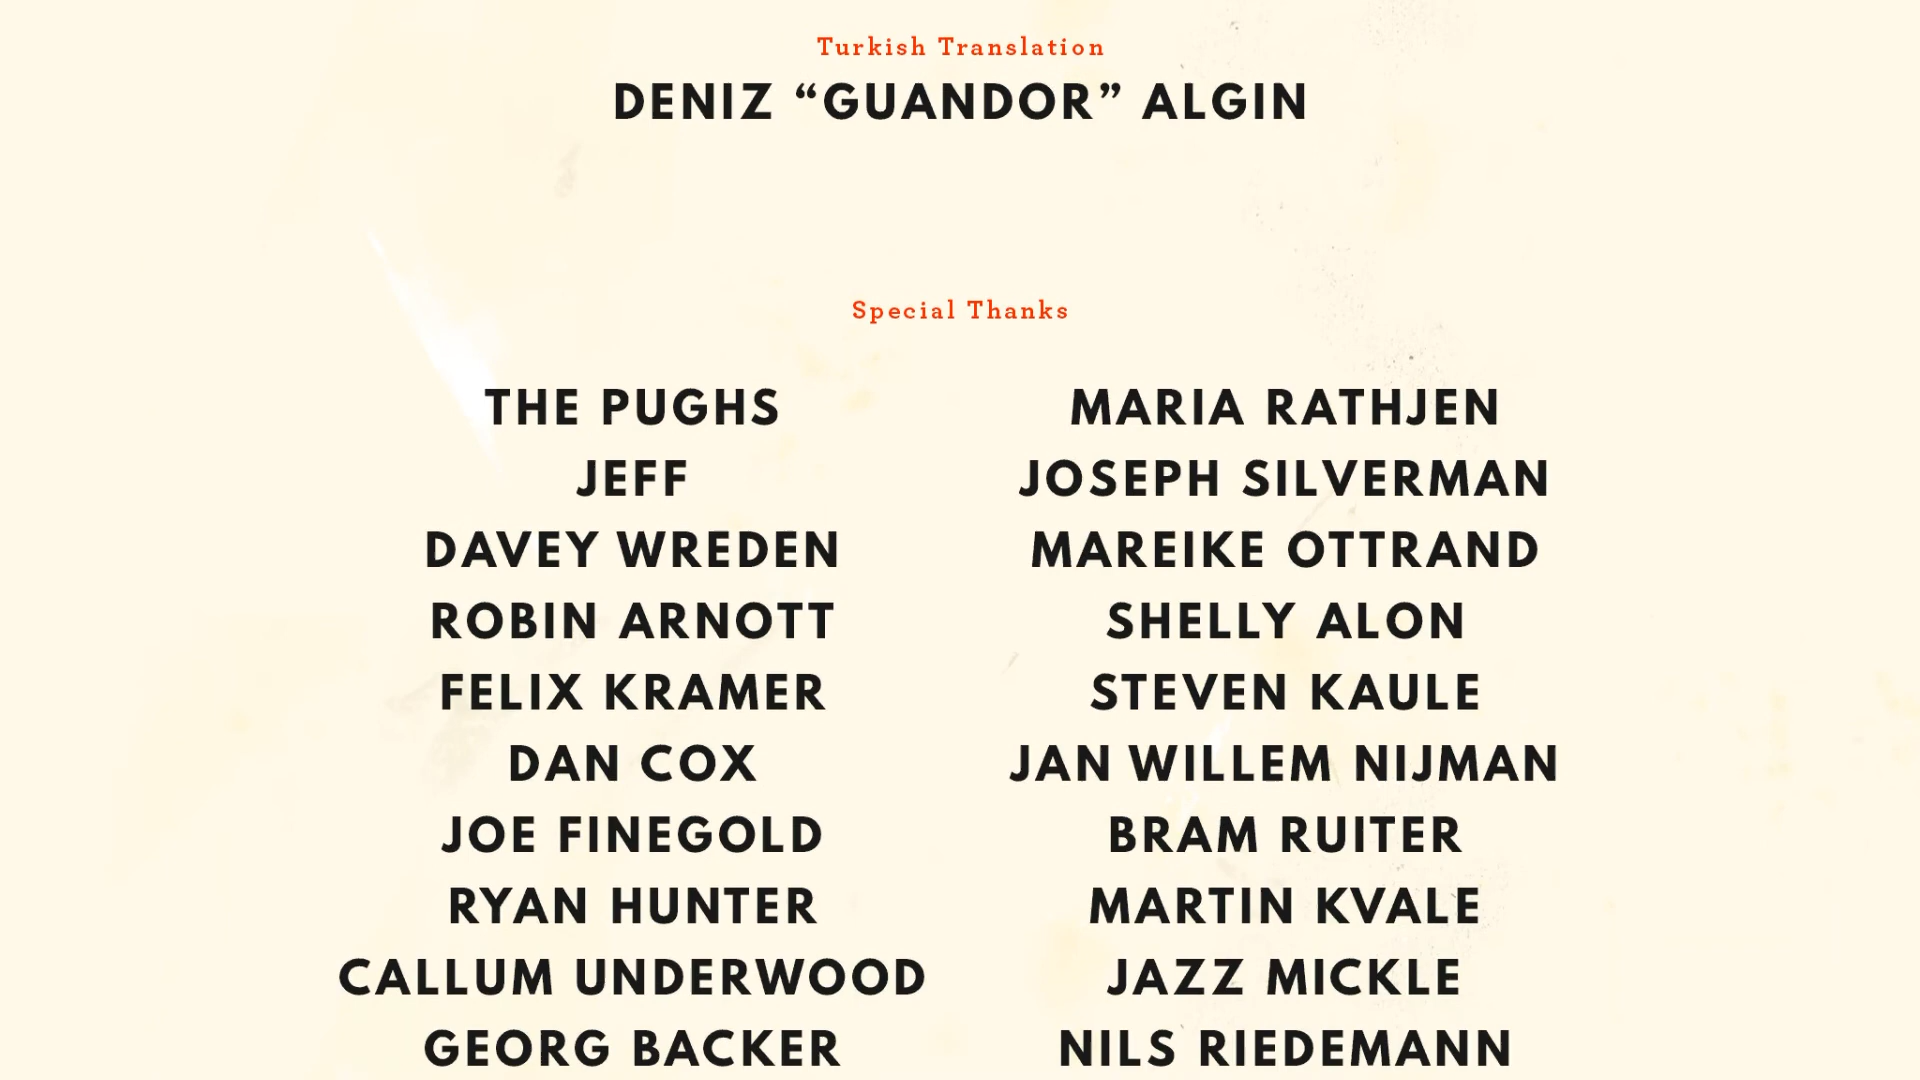 Turkish Translation
DENIZ “GUANDOR” ALGIN
Special Thanks
THE PUGHS
JEFF
DAVEY WREDEN
ROBIN ARNOTT
FELIX KRAMER
DAN COX
JOE FINEGOLD
RYAN HUNTER
CALLUM UNDERWOOD
GEORG BACKER
MARIA RATHJEN
JOSEPH SILVERMAN
MAREIKE OTTRAND
SHELLY ALON
STEVEN KAULE
JAN WILLEM NIJMAN
BRAM RUITER
MARTIN KVALE
JAZZ MICKLE
NILS RIEDEMANN